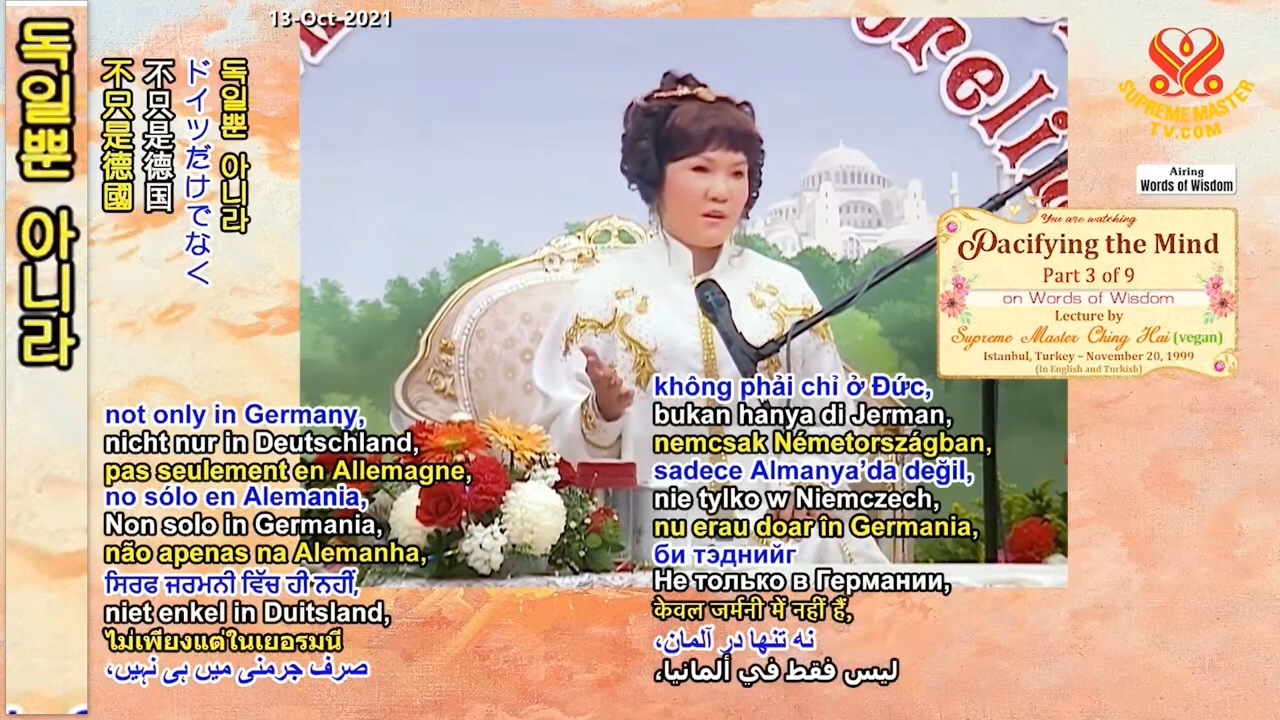 13-Oct-2021
독일뿐 아니라
독일뿐 아니라
ドイツだけでなく
不只是德国
不只是德國
not only in Germany,
nicht nur in Deutschland,
pas seulement en Allemagne,
no sólo en Alemania,
Non solo in Germania,
não apenas na Alemanha,
ਸਿਰਫ ਜਰਮਨੀ ਵਿੱਚ ਹੀ ਨਹੀਂ,
niet enkel in Duitsland,
ไม่เพียงแต่ในเยอรมนี
صرف جرمنی میں ہی نہیں،
không phải chỉ ở Đức,
bukan hanya di Jerman,
nemcsak Németországban,
sadece Almanya’da değil,
nie tylko w Niemczech,
nu erau doar în Germania,
би тэднийг
Не только в Германии,
केवल जर्मनी में नहीं हैं,
نه تنها در آلمان،
ليس فقط في ألمانيا،
SUPREME MASTER
TV.COM
Airing
Words of Wisdom
You are watching
Pacifying the Mind
Part 3 of 9
on Words of Wisdom
Lecture by
Supreme Master Ching Hai (vegan)
Istanbul, Turkey – November 20, 1999
(In English and Turkish)